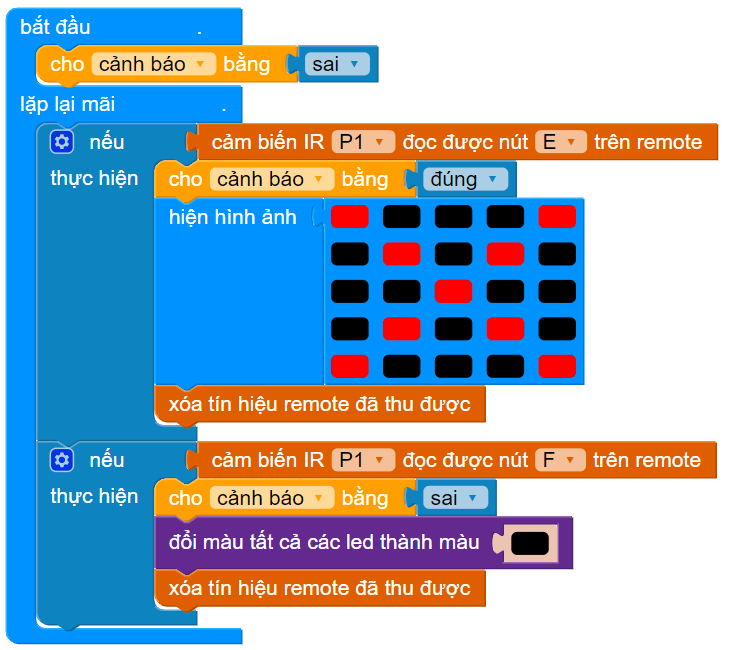 bắt đầu .
cho cảnh báo bằng sai
lặp lại mãi .
nếu cảm biến IR P1 đọc được nút E trên remote
thực hiện cho cảnh báo bằng đúng
hiện hình ảnh
xóa tín hiệu remote đã thu được
nếu cảm biến IR P1 đọc được nút F trên remote
thực hiện cho cảnh báo bằng sai
đổi màu tất cả các led thành màu
xóa tín hiệu remote đã thu được